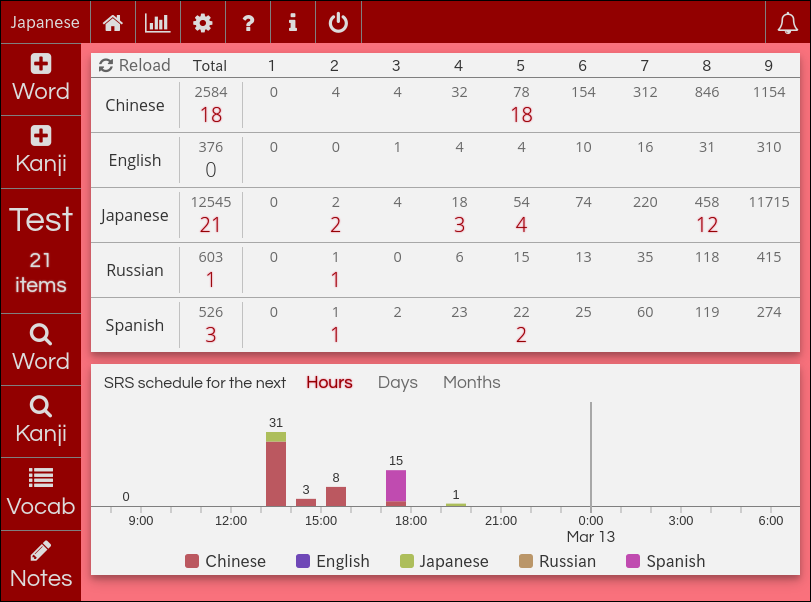 Japanese ?
Word
Kanji
Test
21
items
Word
Kanji
Vocab
Notes
Reload Total 1 2 3 4 5 6 7 8 9
Chinese 2584 0 4 4 32 78 154 312 846 1154
18 18
English 376 0 0 1 4 4 10 16 31 310
0
Japanese 12545 0 2 4 18 54 74 220 458 11715
21 2 3 4 12
Russian 603 0 1 0 6 15 13 35 118 415
1 1
Spanish 526 0 1 2 23 22 25 60 119 274
3 1 2
SRS schedule for the next Hours Days Months
31
15
8
3
1
0
9:00 12:00 15:00 18:00 21:00 0:00 3:00 6:00
Mar 13
Chinese English Japanese Russian Spanish